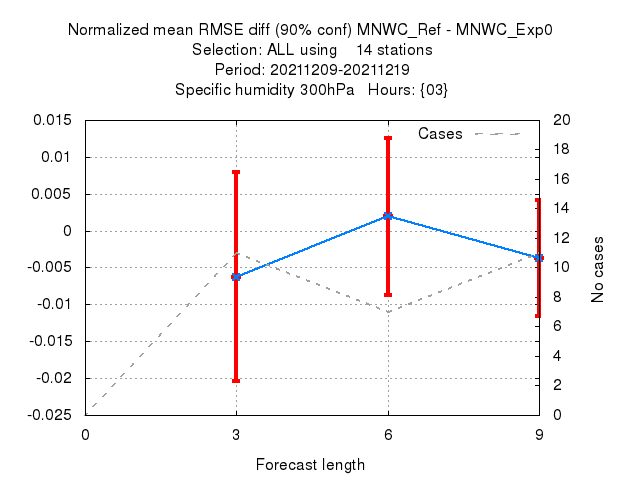 Normalized mean RMSE diff (90% conf) MNWC_Ref - MNWC_Exp0
Selection: ALL using    14 stations
Period: 20211209-20211219
Specific humidity 300hPa   Hours: {03}
0.015
0.01
0.005
0
-0.005
-0.01
-0.015
-0.02
-0.025
Cases
20
18
16
14
12
10
8
6
4
2
0
No cases
0 3 6 9
Forecast length